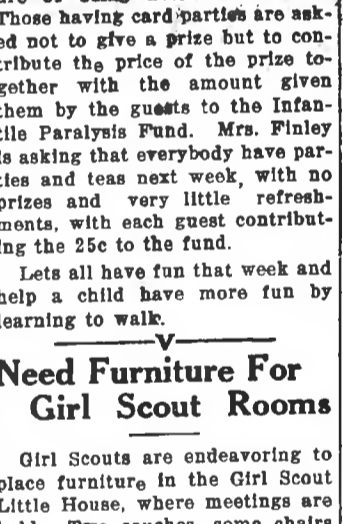 Those having card parties are ask-
ed not to give a prize but to con-
tribute the price of the prize to-
gether with the amount given
them by the guests to the Infan-
tile Paralysis Fund. Mrs. Finley
is asking that everybody have par-
ties and teas next week, with no
prizes and very little refresh-
ments, with each guest contribut-
ing the 25c to the fund.
Lets all have fun that week and
help a child have more fun by
learning to walk.
V
Need Furniture For
Girl Scout Rooms
Girl Scouts are endeavoring to
place furniture in the Girl Scout
Little House, where meetings are
some chairs